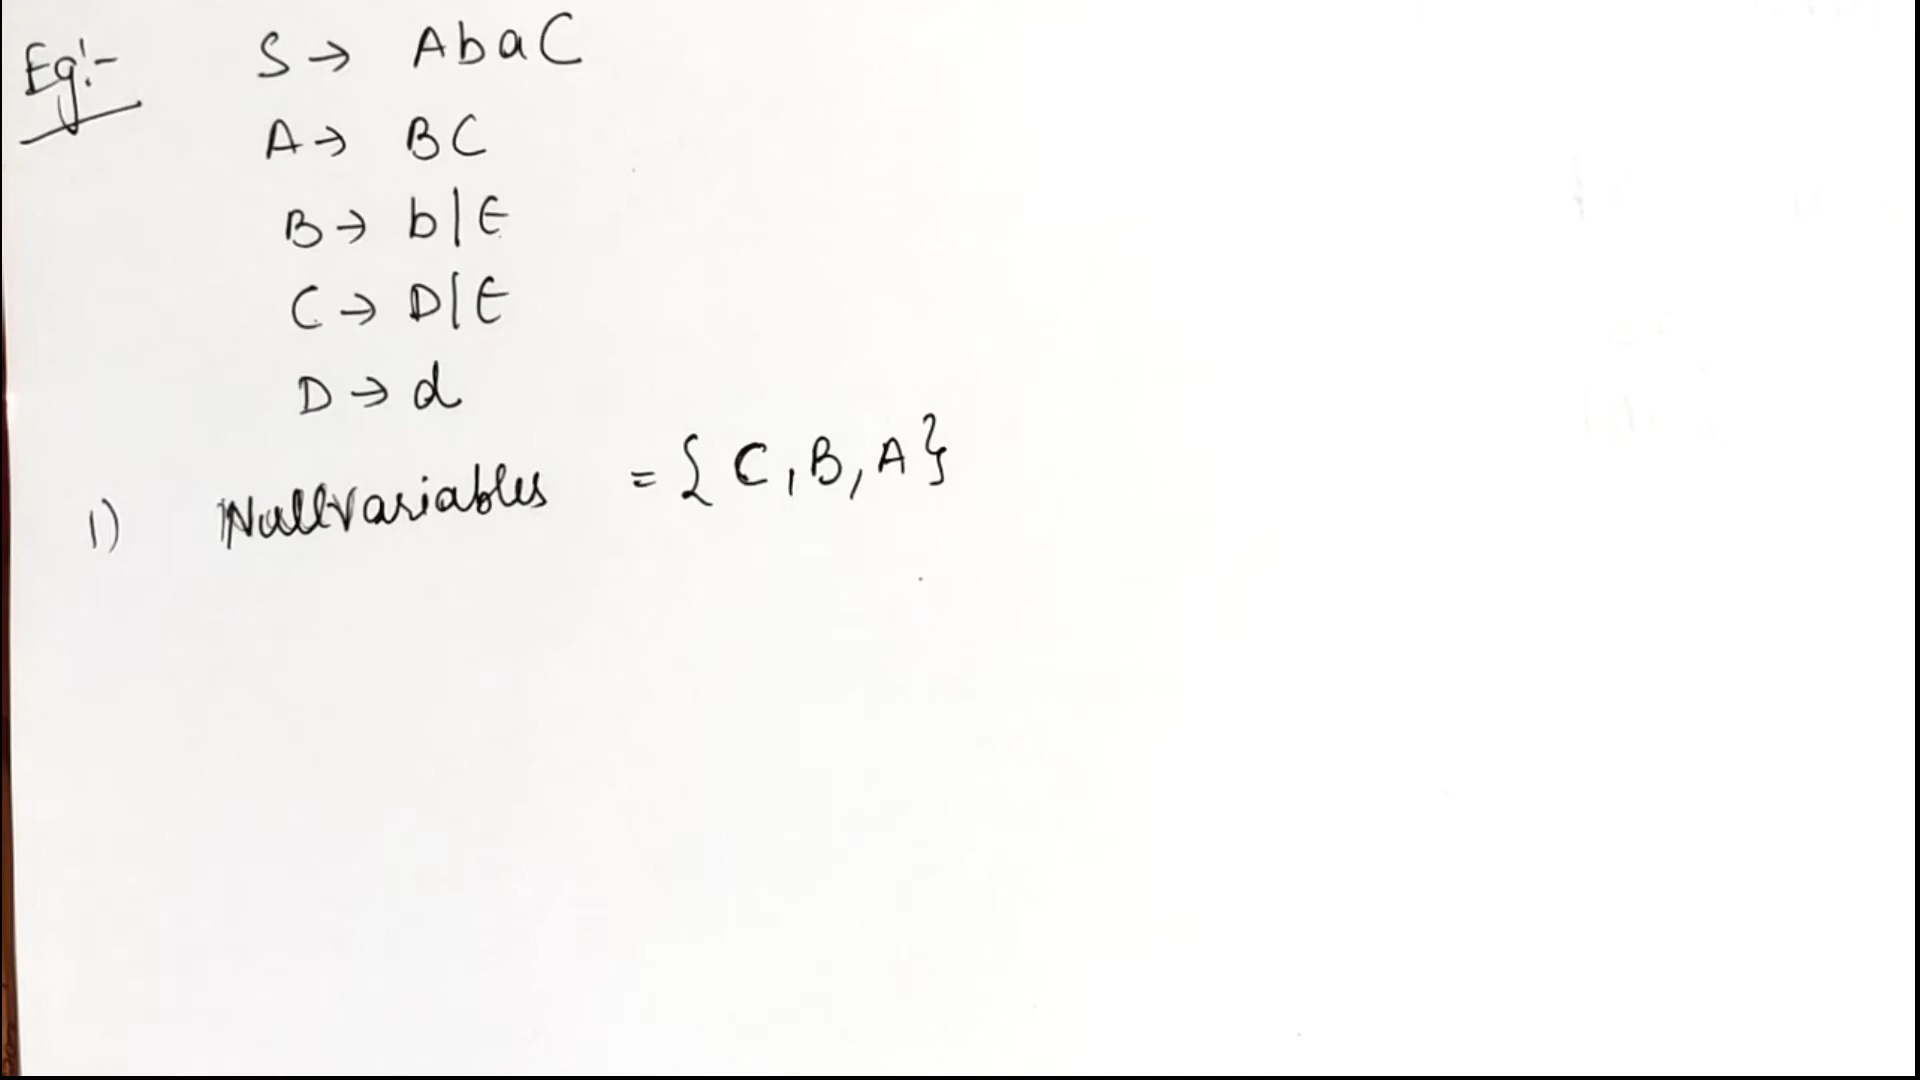 Eg:- S → AbaC
A → BC
B → b|ϵ
C → D|ϵ
D → d
1) Nullvariables = { C, B, A }